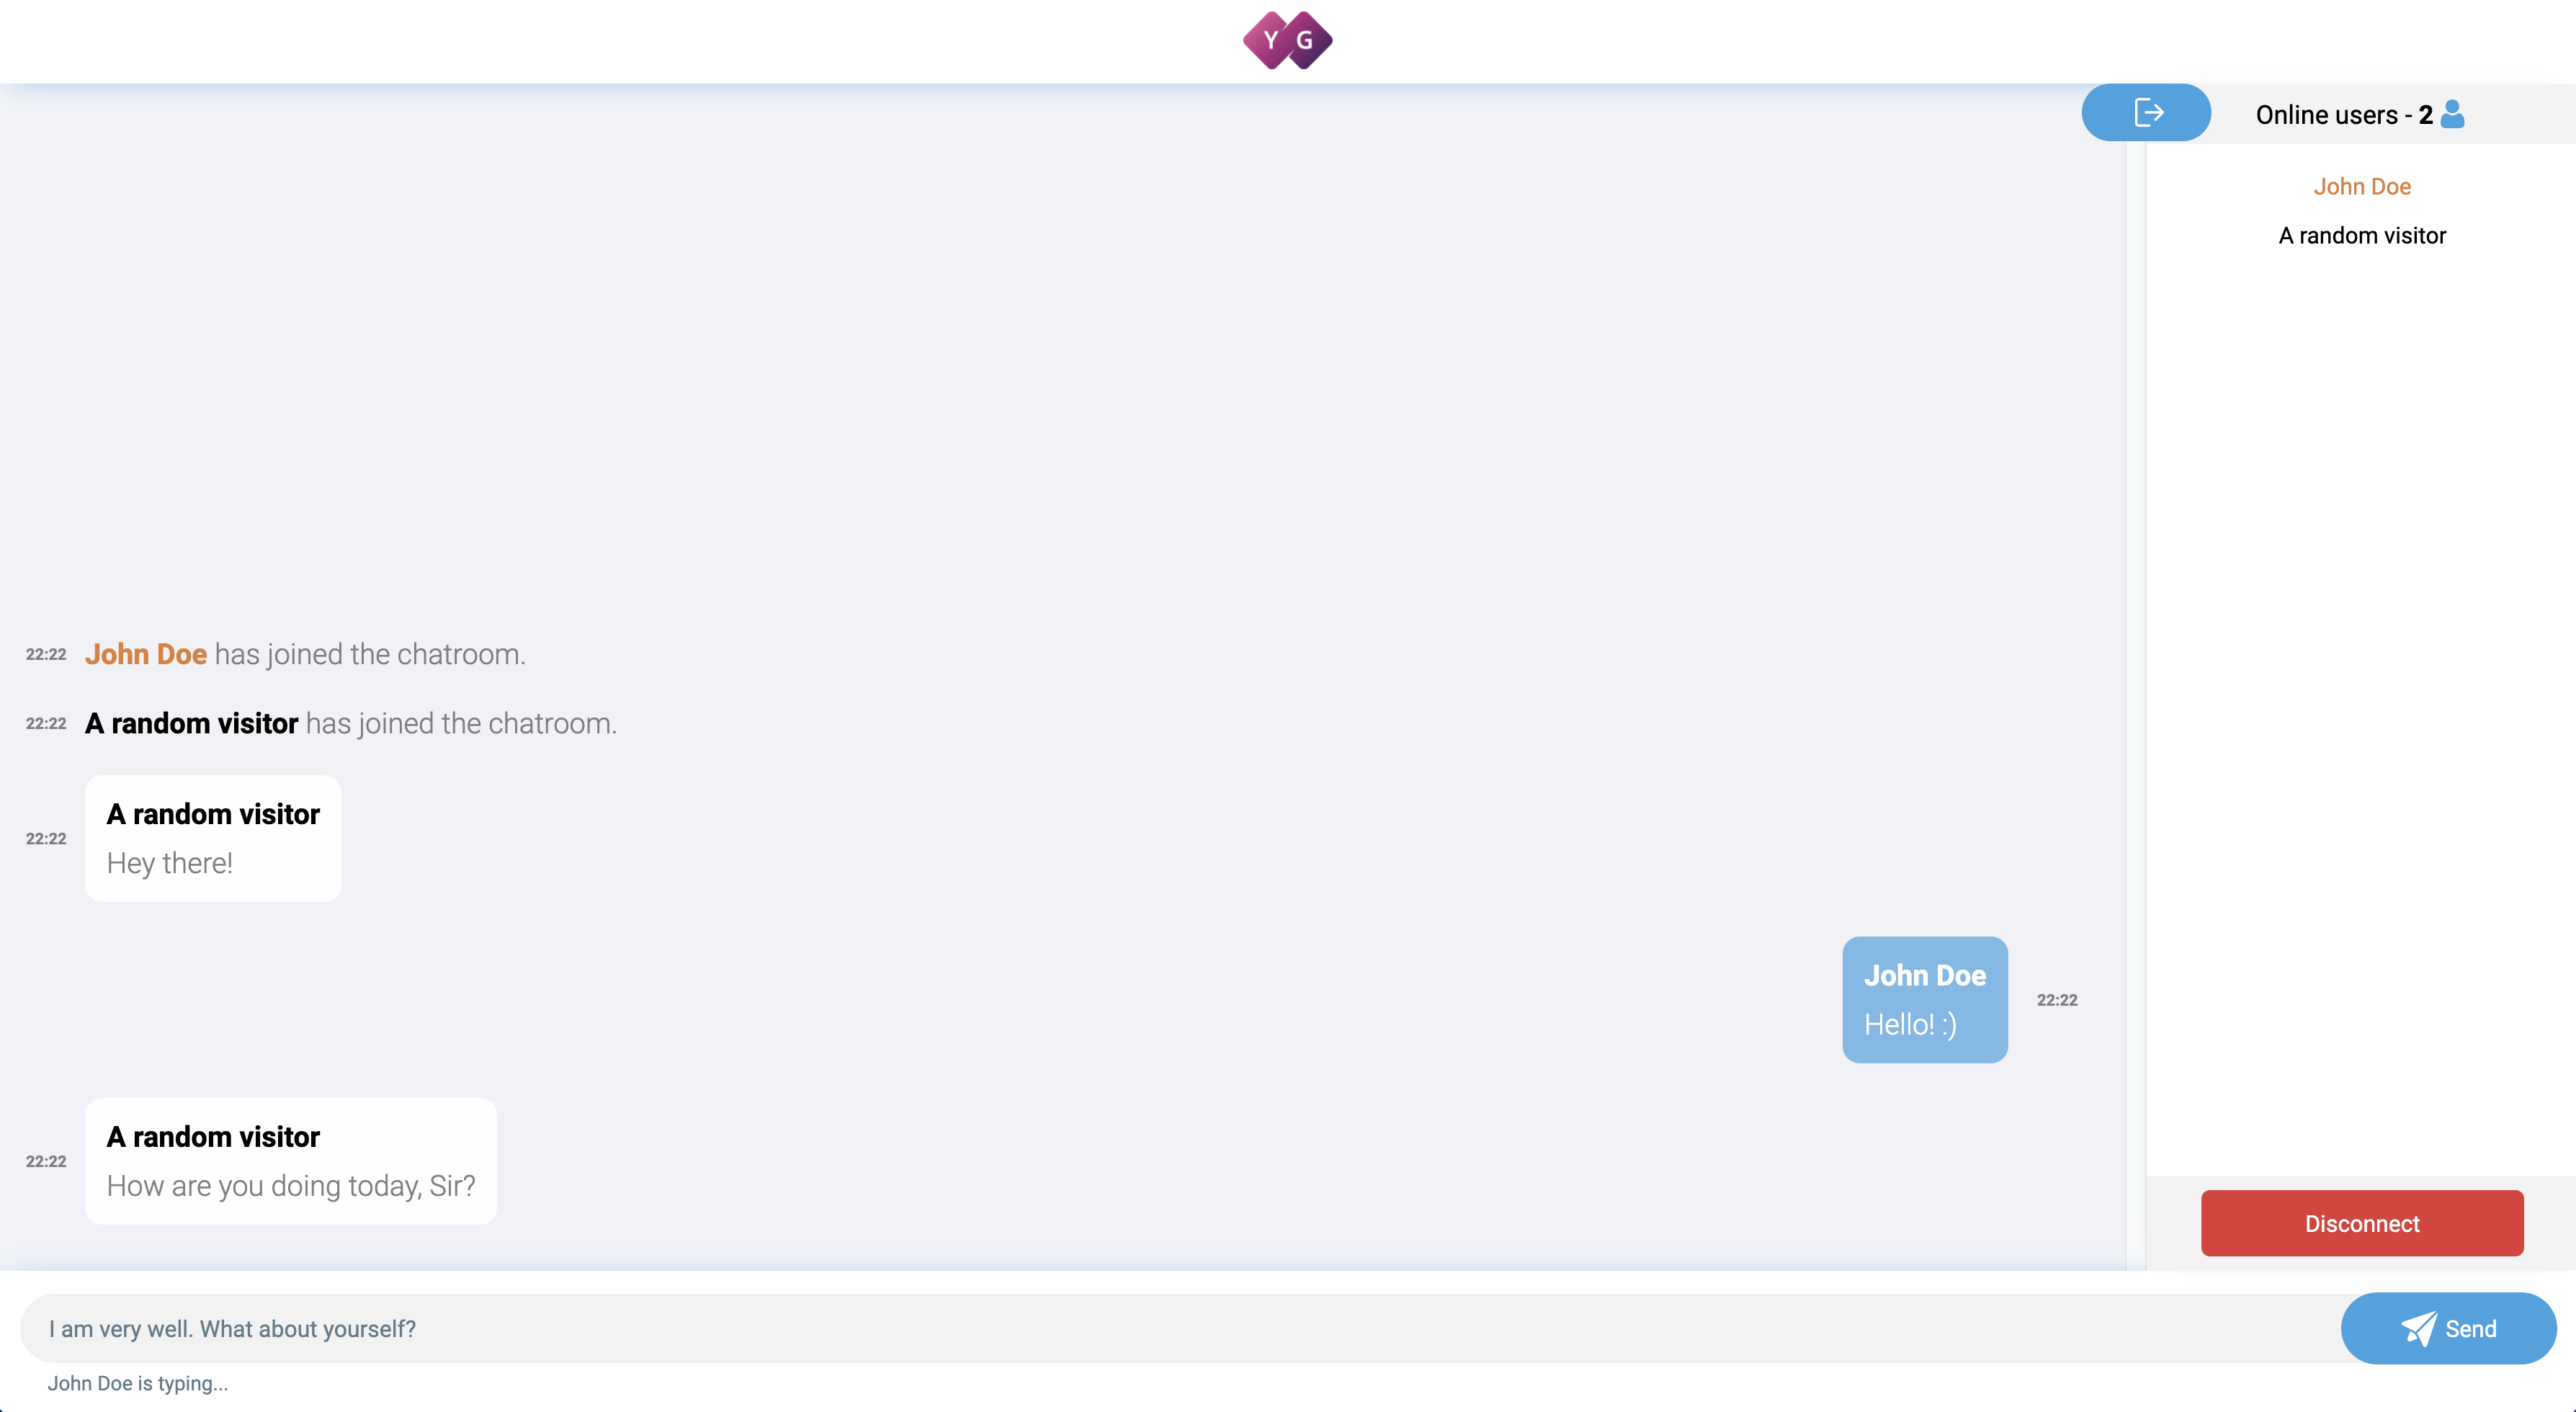 Y G
Online users - 2
John Doe
A random visitor
22:22 John Doe has joined the chatroom.
22:22 A random visitor has joined the chatroom.
A random visitor
22:22
Hey there!
John Doe
22:22
Hello! :)
A random visitor
22:22
How are you doing today, Sir?
Disconnect
I am very well. What about yourself?
Send
John Doe is typing...